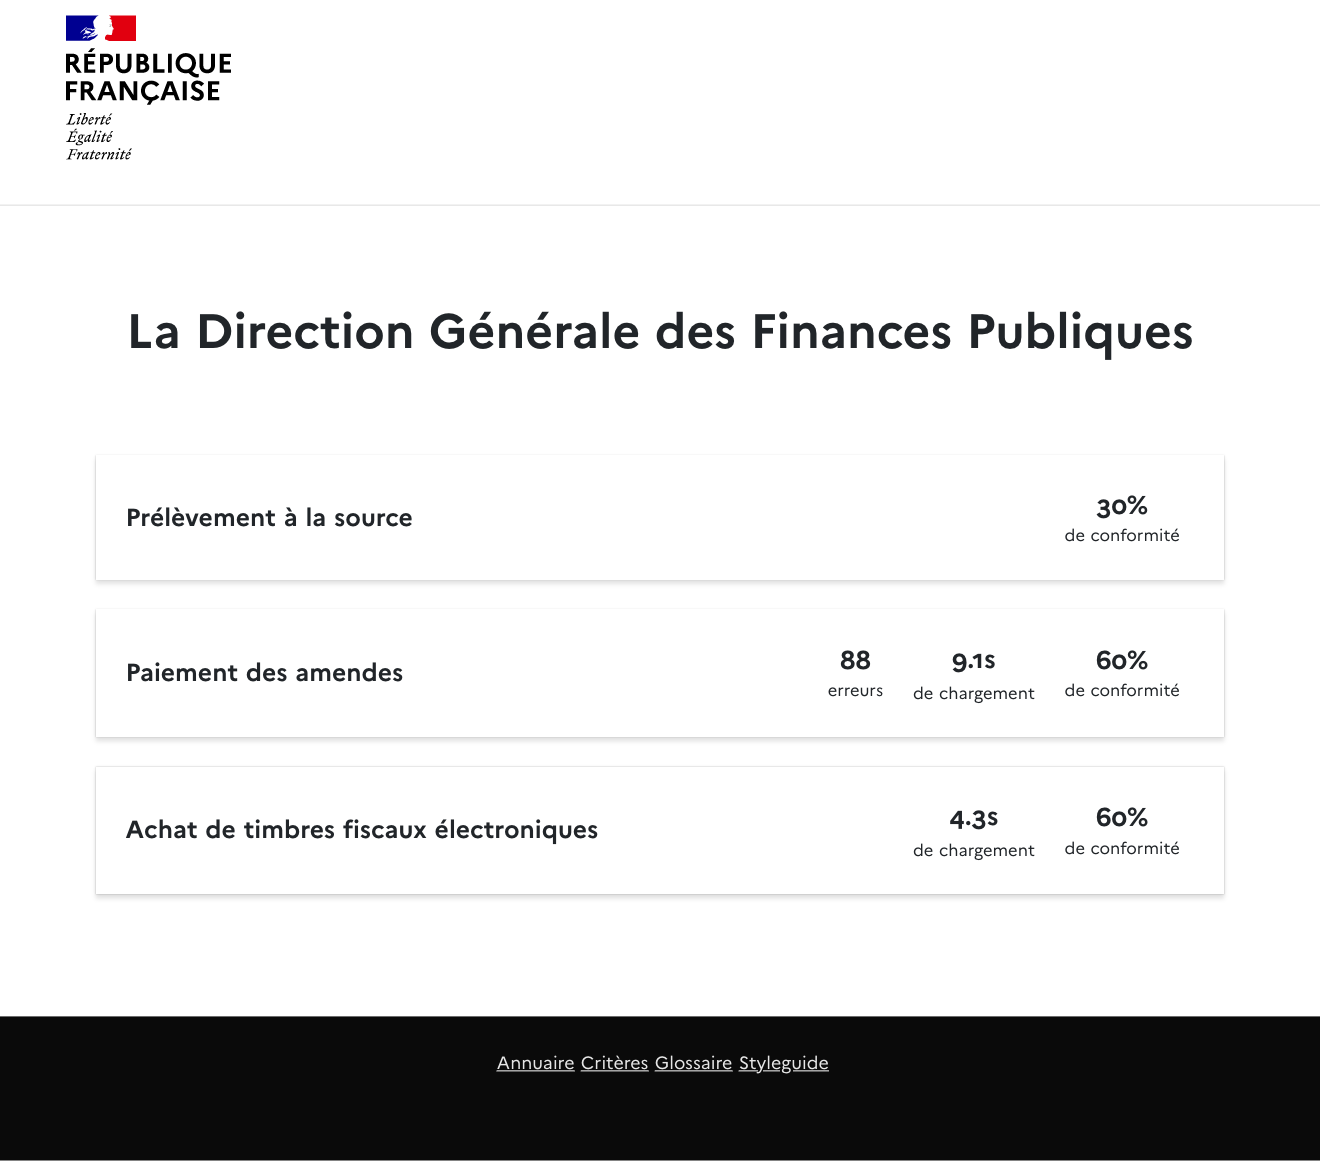 RÉPUBLIQUE
FRANÇAISE
Liberté
Égalité
Fraternité
La Direction Générale des Finances Publiques
Prélèvement à la source
30%
de conformité
Paiement des amendes
88
erreurs
9.1s
de chargement
60%
de conformité
Achat de timbres fiscaux électroniques
4.3s
de chargement
60%
de conformité
Annuaire Critères Glossaire Styleguide